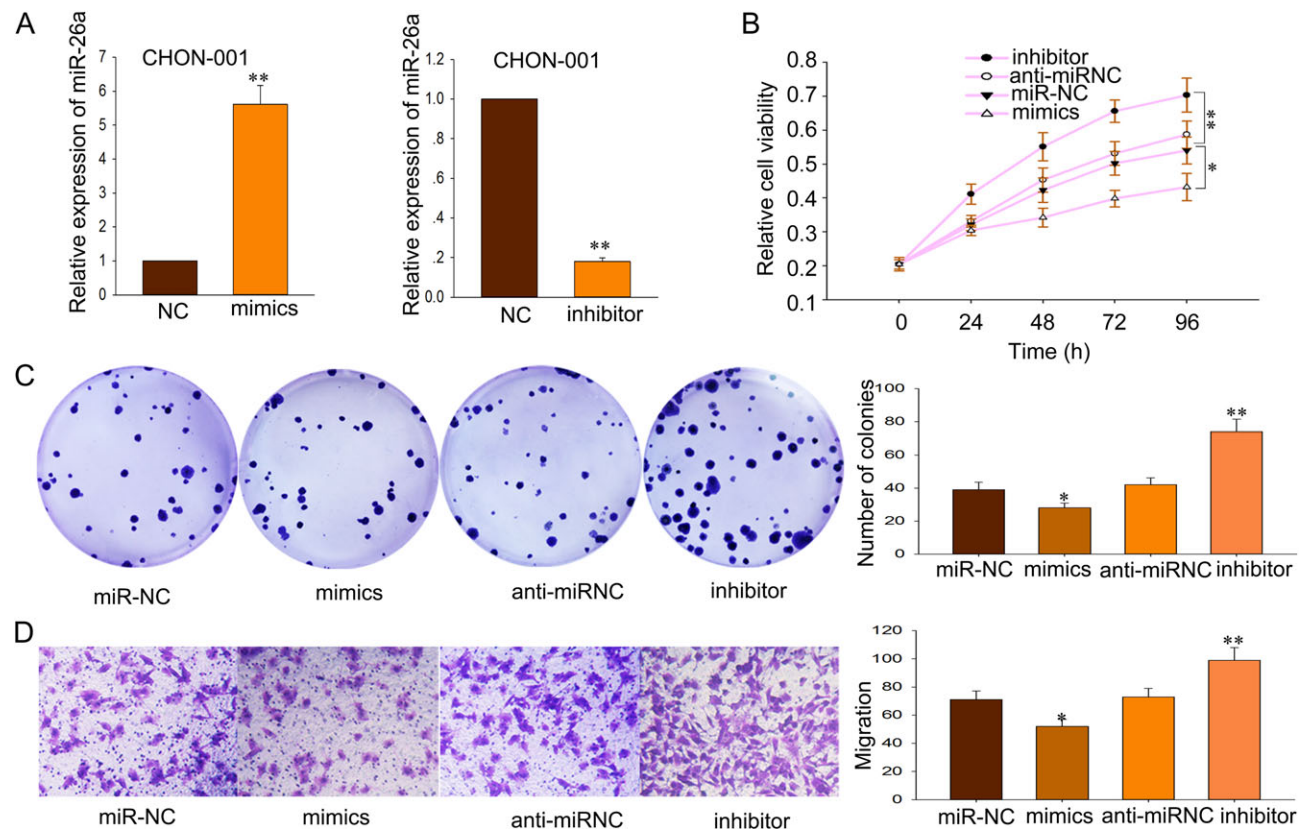 A
Relative expression of miR-26a
CHON-001
7
6
5
4
3
2
1
0
**
NC
mimics
Relative expression of miR-26a
CHON-001
1.2
1.0
.8
.6
.4
.2
0.0
**
NC
inhibitor
B
Relative cell viability
inhibitor
anti-miRNC
miR-NC
mimics
0.8
0.7
0.6
0.5
0.4
0.3
0.2
0.1
**
*
0 24 48 72 96
Time (h)
C
miR-NC
mimics
anti-miRNC
inhibitor
Number of colonies
100
80
60
40
20
0
*
**
miR-NC mimics anti-miRNC inhibitor
D
miR-NC
mimics
anti-miRNC
inhibitor
Migration
120
100
80
60
40
20
0
*
**
miR-NC mimics anti-miRNC inhibitor